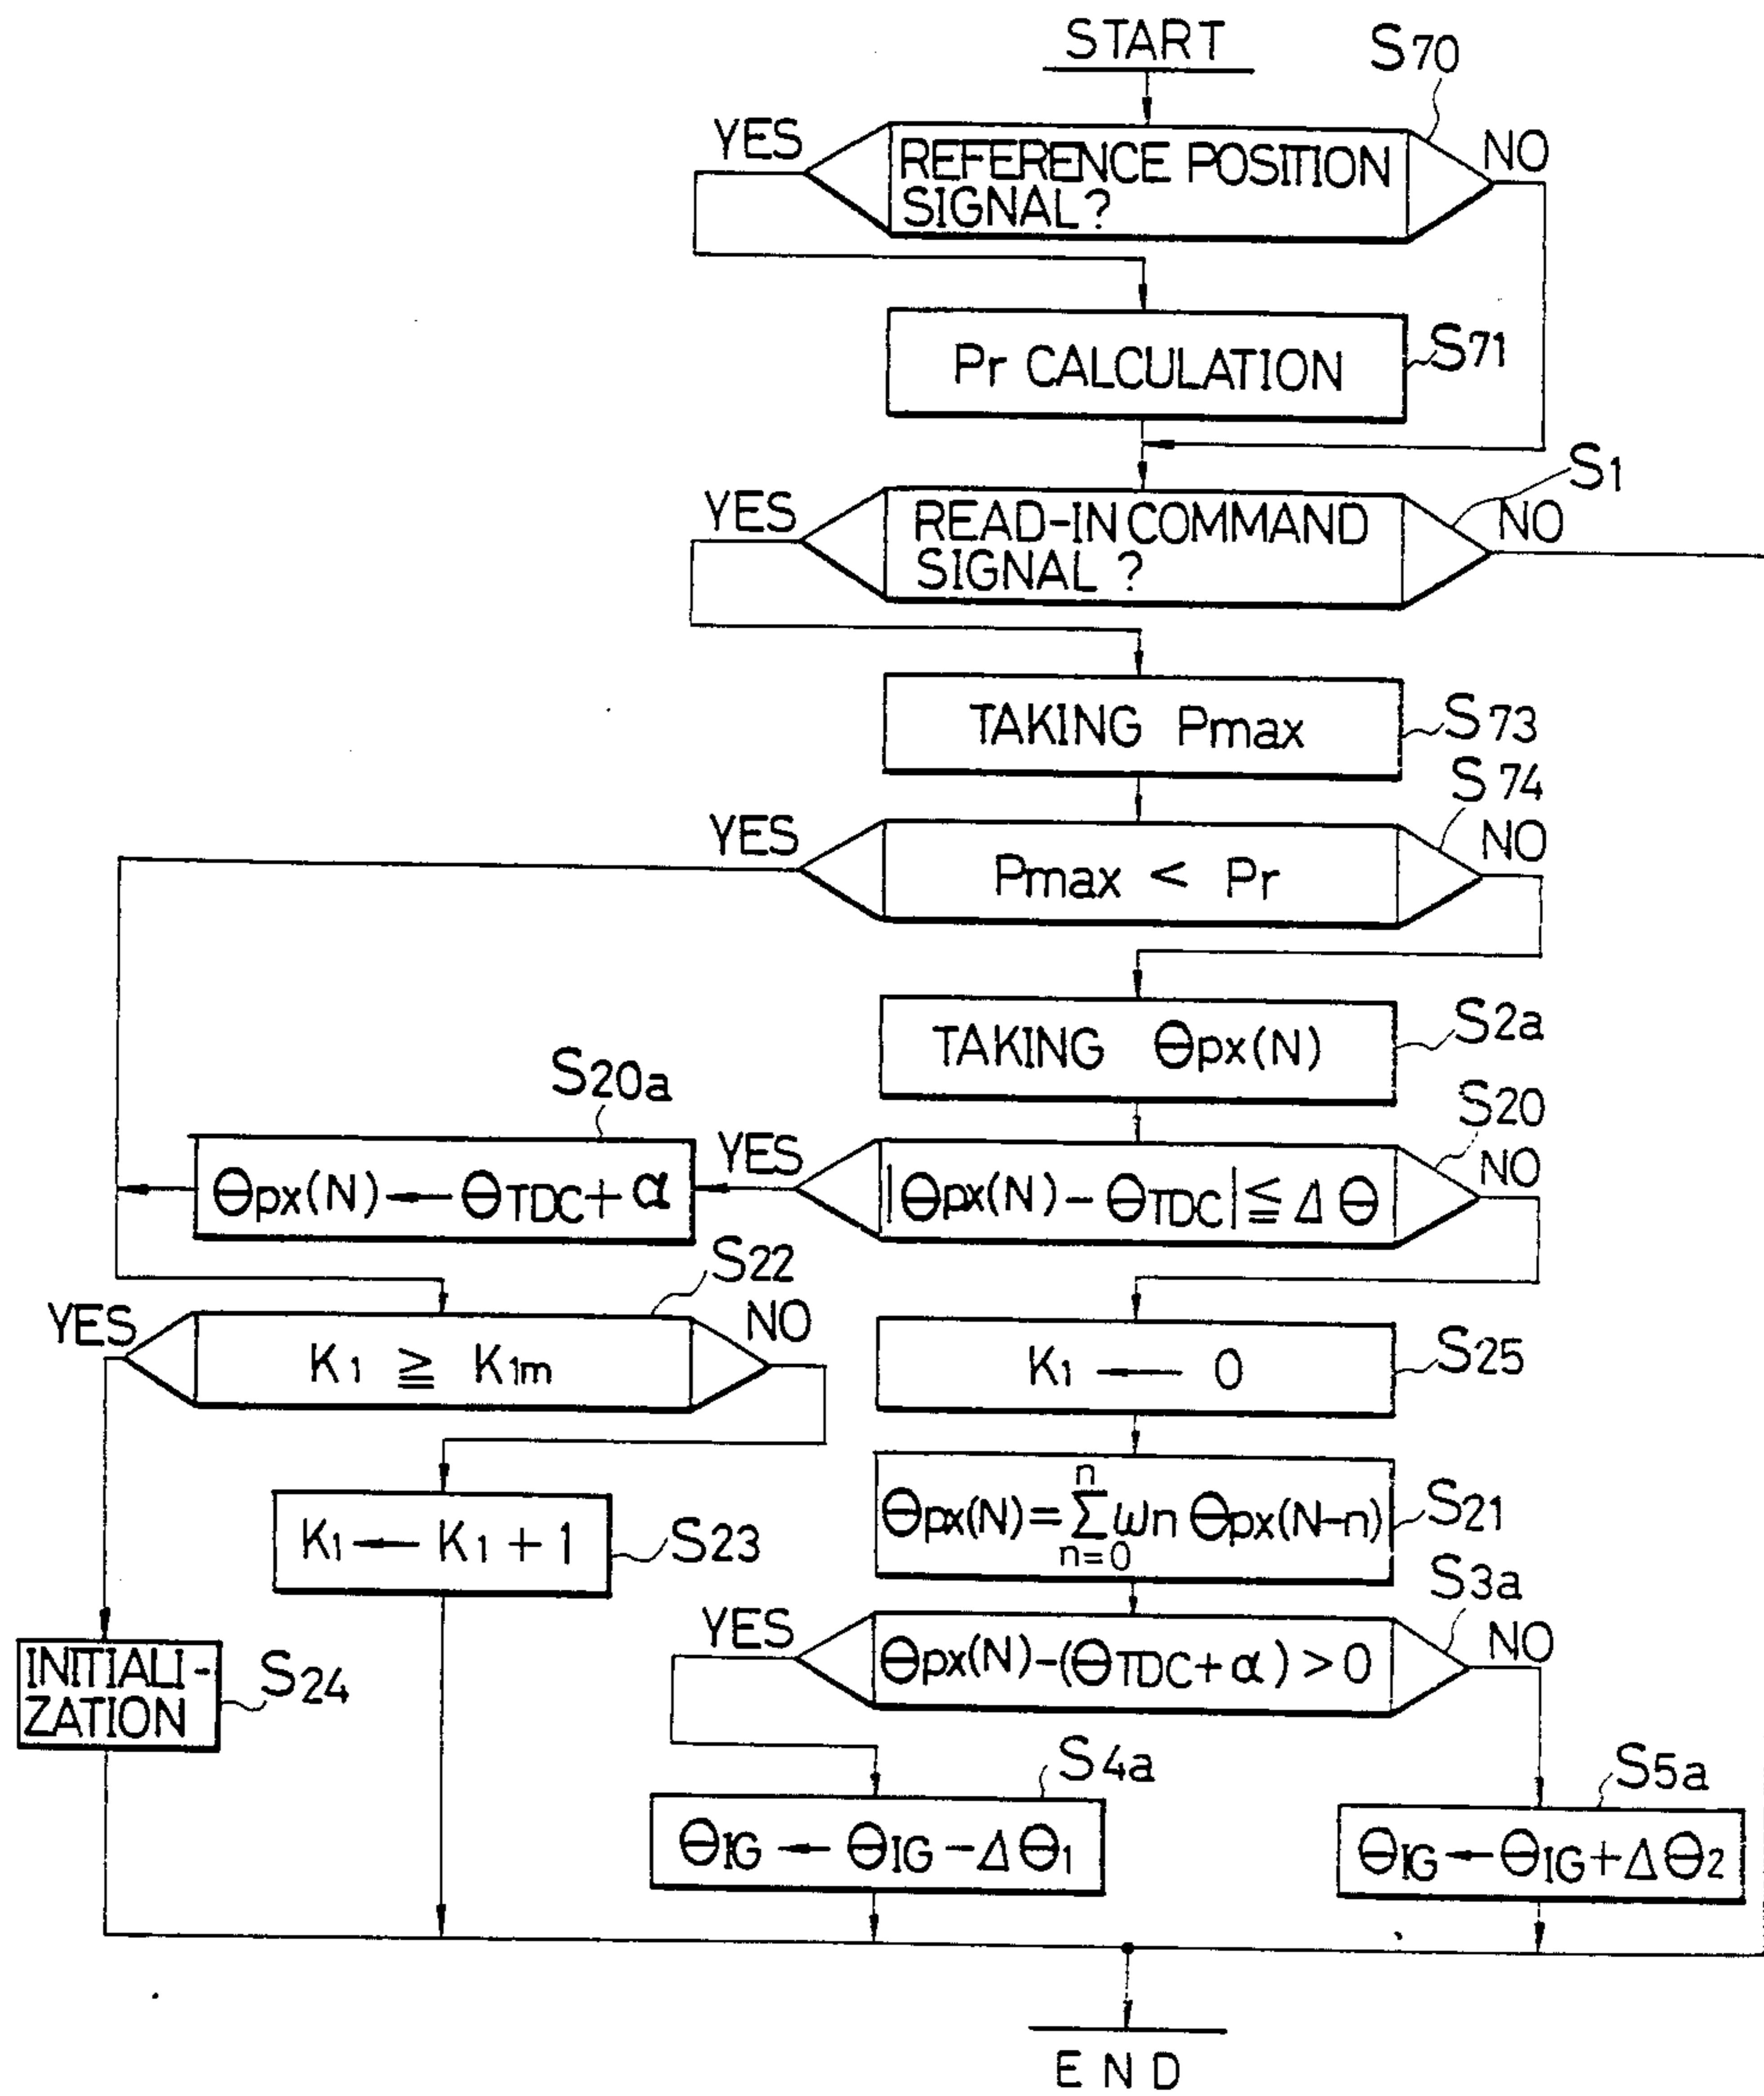 START
S70
YES
NO
REFERENCE POSITION
SIGNAL?
Pr CALCULATION
S71
S1
YES
NO
READ-IN COMMAND
SIGNAL ?
TAKING Pmax
S73
S74
YES
NO
Pmax < Pr
TAKING Θpx(N)
S2a
S20a
S20
YES
NO
Θpx(N) ← ΘTDC + α
|Θpx(N) - ΘTDC| ≦ Δ Θ
S22
YES
NO
K1 ≧ K1m
K1 ← 0
S25
K1 ← K1 + 1
S23
n
Θpx(N) = Σ ωn Θpx(N-n)
n=0
S21
S3a
YES
NO
Θpx(N) - (ΘTDC + α) > 0
INITIALI-
ZATION
S24
S4a
S5a
ΘIG ← ΘIG - ΔΘ1
ΘIG ← ΘIG + ΔΘ2
END